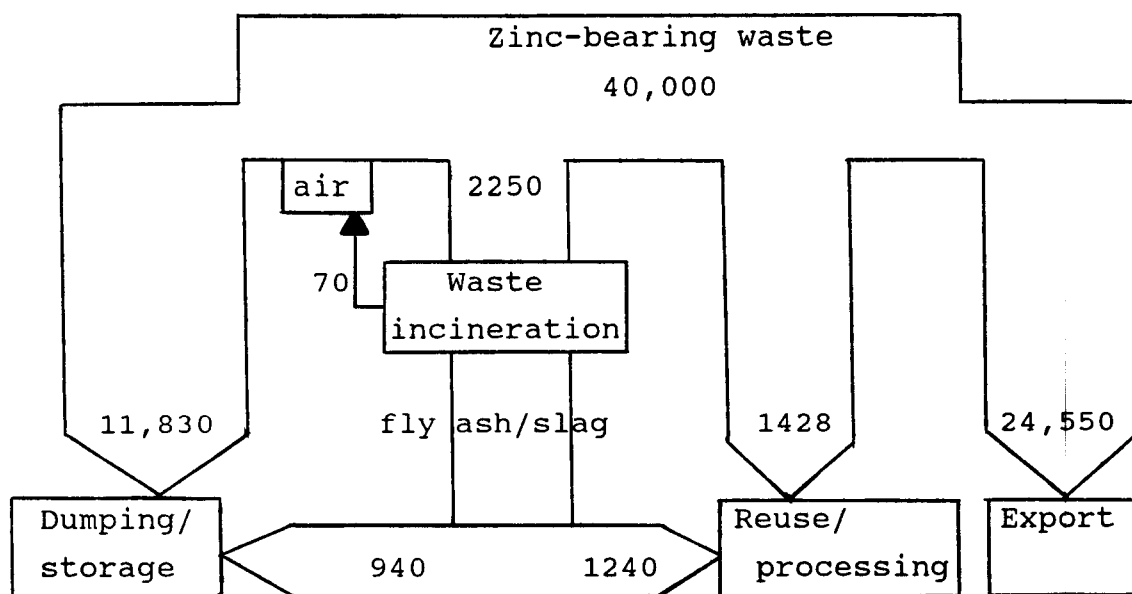 Zinc-bearing waste
40,000
air
2250
70
Waste
incineration
11,830
fly ash/slag
1428
24,550
Dumping/
storage
940
1240
Reuse/
processing
Export